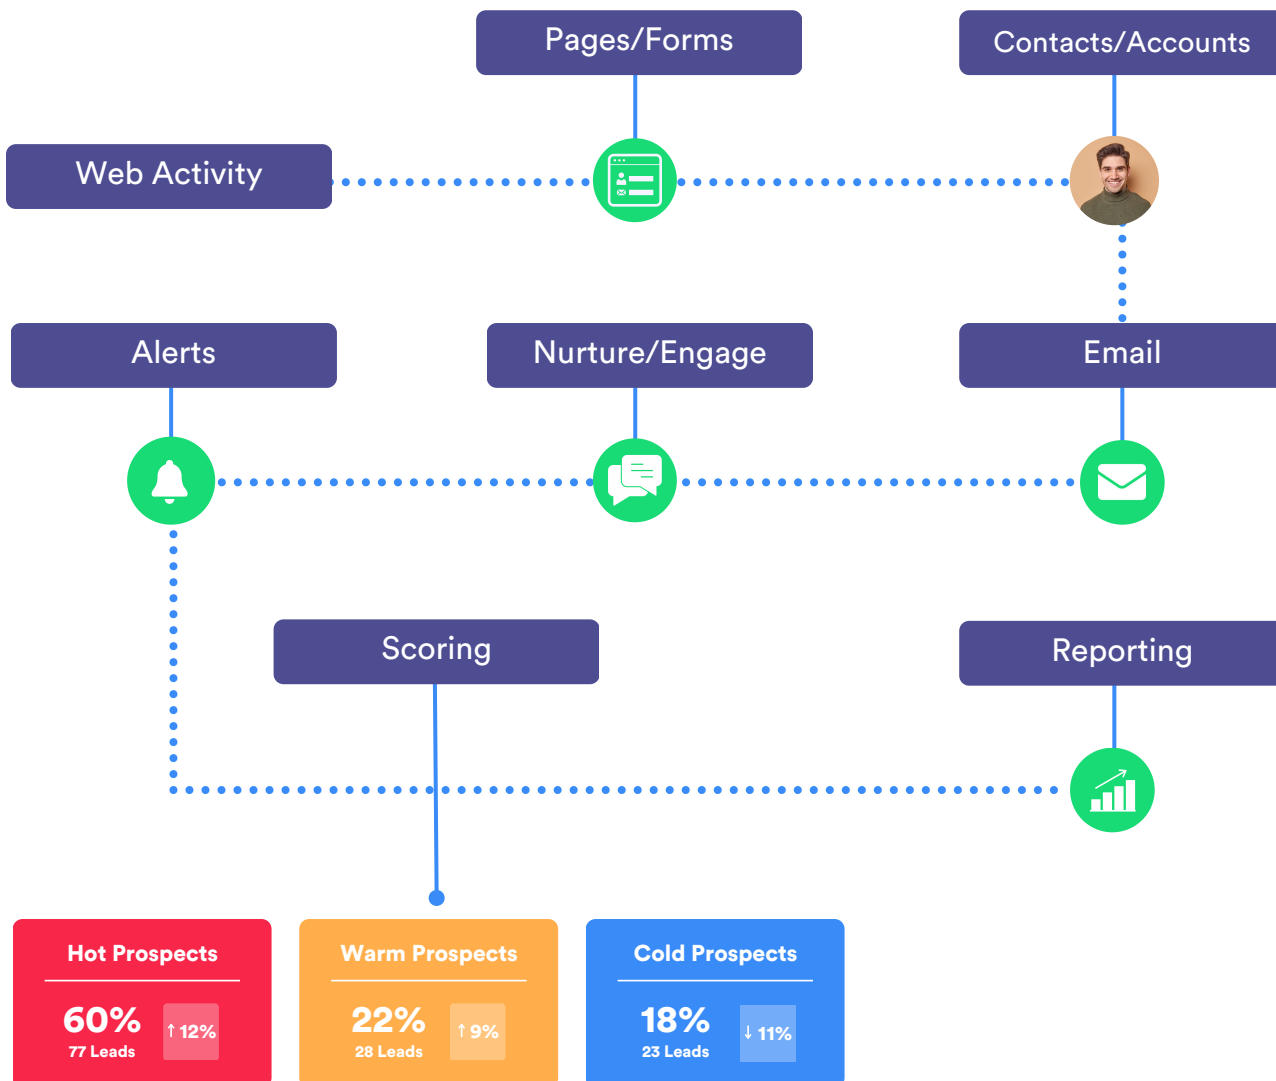 Pages/Forms
Contacts/Accounts
Web Activity
Alerts
Nurture/Engage
Email
Scoring
Reporting
Hot Prospects
60%
↑ 12%
77 Leads
Warm Prospects
22%
↑ 9%
28 Leads
Cold Prospects
18%
↓ 11%
23 Leads